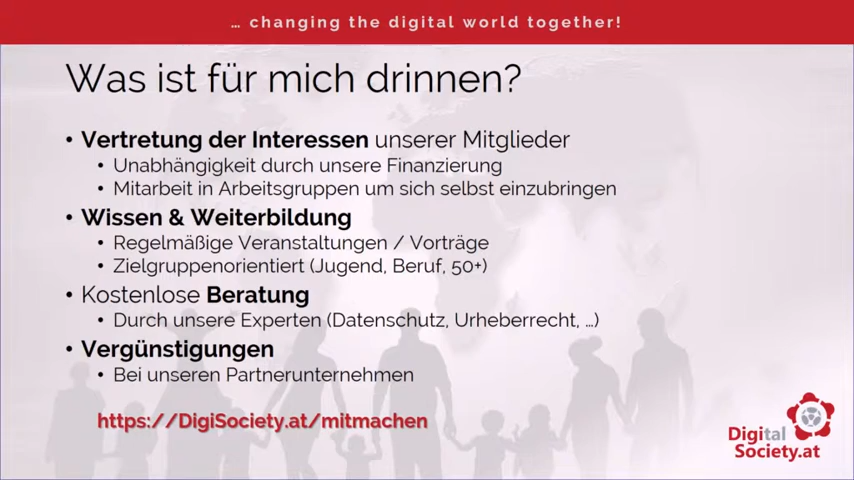 … changing the digital world together!
Was ist für mich drinnen?
• Vertretung der Interessen unserer Mitglieder
• Unabhängigkeit durch unsere Finanzierung
• Mitarbeit in Arbeitsgruppen um sich selbst einzubringen
• Wissen & Weiterbildung
• Regelmäßige Veranstaltungen / Vorträge
• Zielgruppenorientiert (Jugend, Beruf, 50+)
• Kostenlose Beratung
• Durch unsere Experten (Datenschutz, Urheberrecht, …)
• Vergünstigungen
• Bei unseren Partnerunternehmen
https://DigiSociety.at/mitmachen
Digital
Society.at